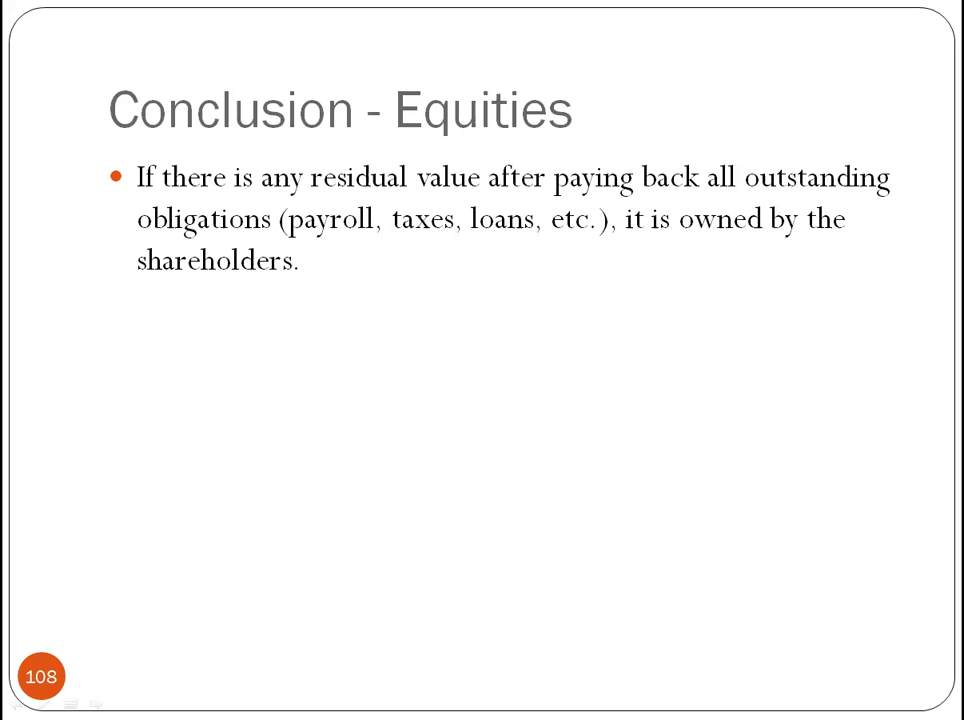 Conclusion - Equities
If there is any residual value after paying back all outstanding
obligations (payroll, taxes, loans, etc.), it is owned by the
shareholders.
108